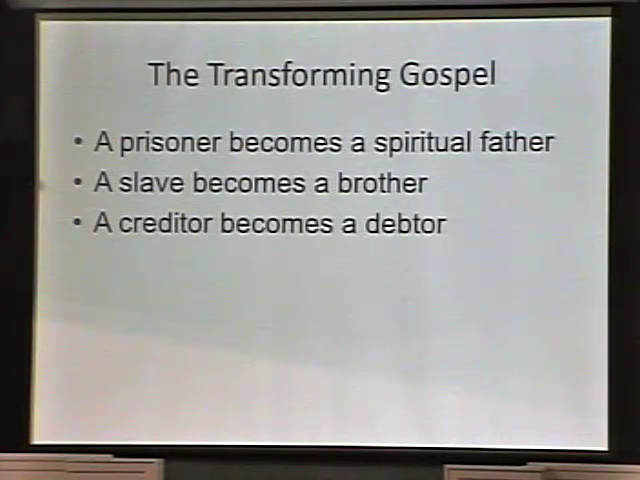 The Transforming Gospel
• A prisoner becomes a spiritual father
• A slave becomes a brother
• A creditor becomes a debtor